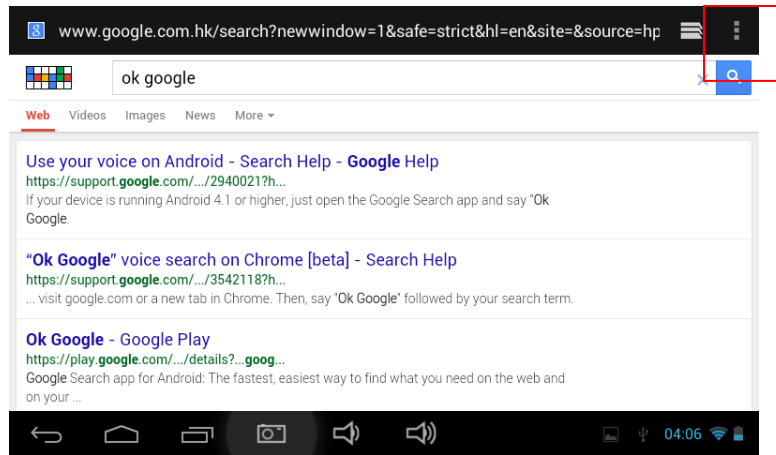 8 www.google.com.hk/search?newwindow=1&safe=strict&hl=en&site=&source=hp
ok google
Web Videos Images News More
Use your voice on Android - Search Help - Google Help
https://support.google.com/.../2940021?h...
If your device is running Android 4.1 or higher, just open the Google Search app and say "Ok
Google.
“Ok Google” voice search on Chrome [beta] - Search Help
https://support.google.com/.../3542118?h...
... visit google.com or a new tab in Chrome. Then, say "Ok Google" followed by your search term.
Ok Google - Google Play
https://play.google.com/.../details?...goog...
Google Search app for Android: The fastest, easiest way to find what you need on the web and
on your ...
04:06